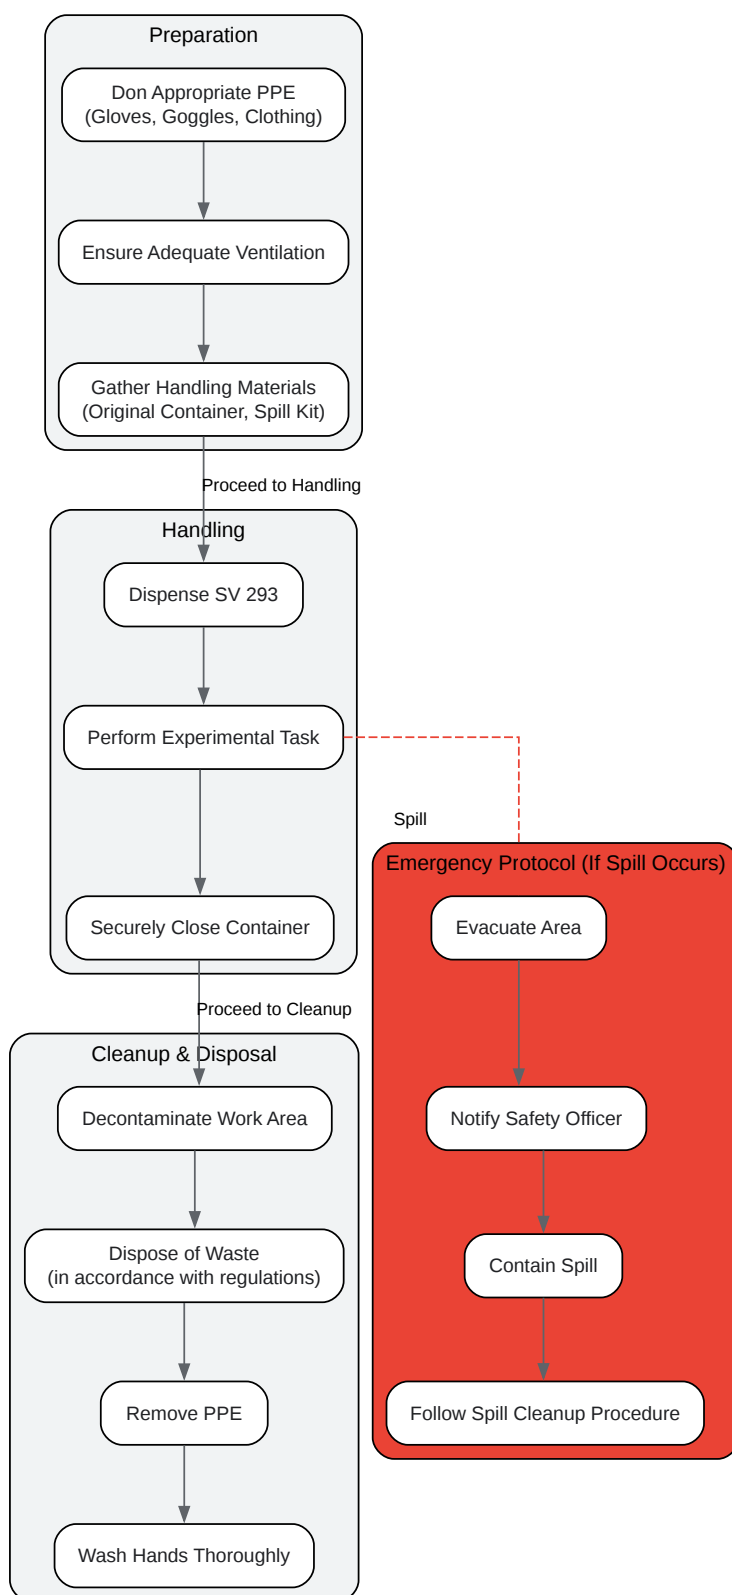 Preparation
Don Appropriate PPE
(Gloves, Goggles, Clothing)
Ensure Adequate Ventilation
Gather Handling Materials
(Original Container, Spill Kit)
Proceed to Handling
Handling
Dispense SV 293
Perform Experimental Task
Securely Close Container
Proceed to Cleanup
Cleanup & Disposal
Decontaminate Work Area
Dispose of Waste
(in accordance with regulations)
Remove PPE
Wash Hands Thoroughly
Spill
Emergency Protocol (If Spill Occurs)
Evacuate Area
Notify Safety Officer
Contain Spill
Follow Spill Cleanup Procedure